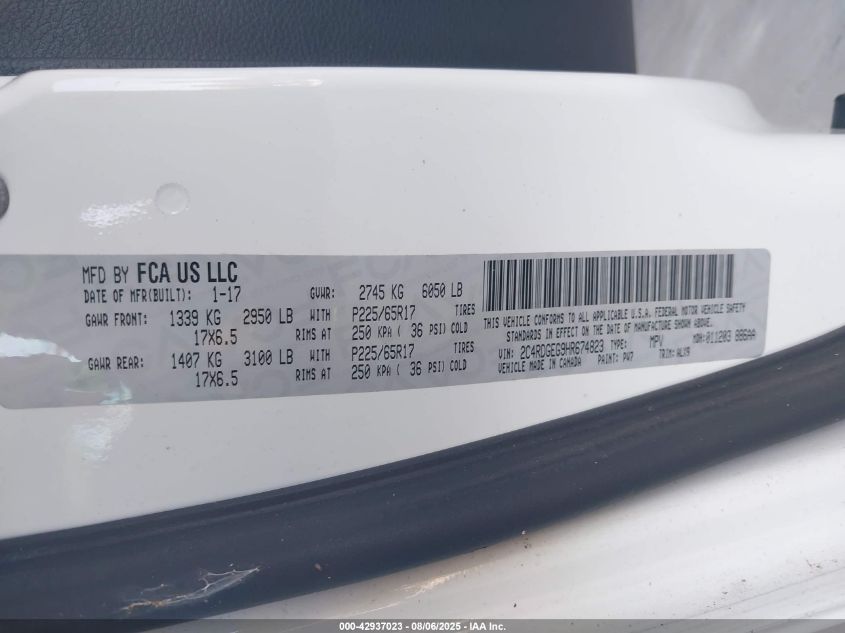 MFD BY FCA US LLC
DATE OF MFR(BUILT): 1-17 GVWR: 2745 KG 6050 LB
GAWR FRONT: 1339 KG 2950 LB WITH P225/65R17 TIRES
17X6.5 RIMS AT 250 KPA ( 36 PSI) COLD
GAWR REAR: 1407 KG 3100 LB WITH P225/65R17 TIRES
17X6.5 RIMS AT 250 KPA ( 36 PSI) COLD
THIS VEHICLE CONFORMS TO ALL APPLICABLE U.S.A. FEDERAL MOTOR VEHICLE SAFETY
STANDARDS IN EFFECT ON THE DATE OF MANUFACTURE SHOWN ABOVE.
VIN: 2C4RDGEG9HR674823 TYPE: MPV MDH: 011203 886AA
VEHICLE MADE IN CANADA PAINT: PW7 TRIM: ALX9
000-42937023 - 08/06/2025 - IAA Inc.